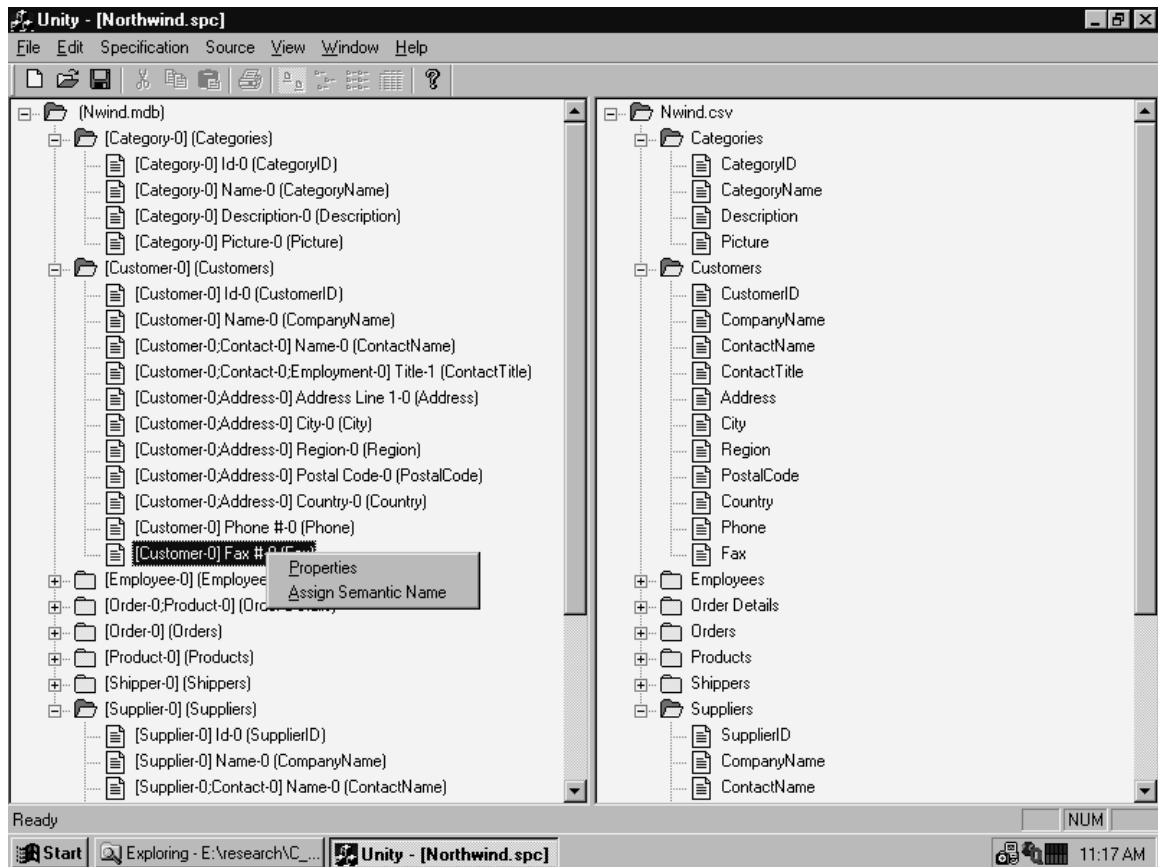 Unity - [Northwind.spc]
File Edit Specification Source View Window Help
(Nwind.mdb)
[Category-0] (Categories)
[Category-0] Id-0 (CategoryID)
[Category-0] Name-0 (CategoryName)
[Category-0] Description-0 (Description)
[Category-0] Picture-0 (Picture)
[Customer-0] (Customers)
[Customer-0] Id-0 (CustomerID)
[Customer-0] Name-0 (CompanyName)
[Customer-0;Contact-0] Name-0 (ContactName)
[Customer-0;Contact-0;Employment-0] Title-1 (ContactTitle)
[Customer-0;Address-0] Address Line 1-0 (Address)
[Customer-0;Address-0] City-0 (City)
[Customer-0;Address-0] Region-0 (Region)
[Customer-0;Address-0] Postal Code-0 (PostalCode)
[Customer-0;Address-0] Country-0 (Country)
[Customer-0] Phone #-0 (Phone)
[Customer-0] Fax #-0 (Fax)
Properties
Assign Semantic Name
[Employee-0] (Employee
[Order-0;Product-0] (Order Details)
[Order-0] (Orders)
[Product-0] (Products)
[Shipper-0] (Shippers)
[Supplier-0] (Suppliers)
[Supplier-0] Id-0 (SupplierID)
[Supplier-0] Name-0 (CompanyName)
[Supplier-0;Contact-0] Name-0 (ContactName)
Nwind.csv
Categories
CategoryID
CategoryName
Description
Picture
Customers
CustomerID
CompanyName
ContactName
ContactTitle
Address
City
Region
PostalCode
Country
Phone
Fax
Employees
Order Details
Orders
Products
Shippers
Suppliers
SupplierID
CompanyName
ContactName
Ready
NUM
Start
Exploring - E:\research\C_...
Unity - [Northwind.spc]
11:17 AM